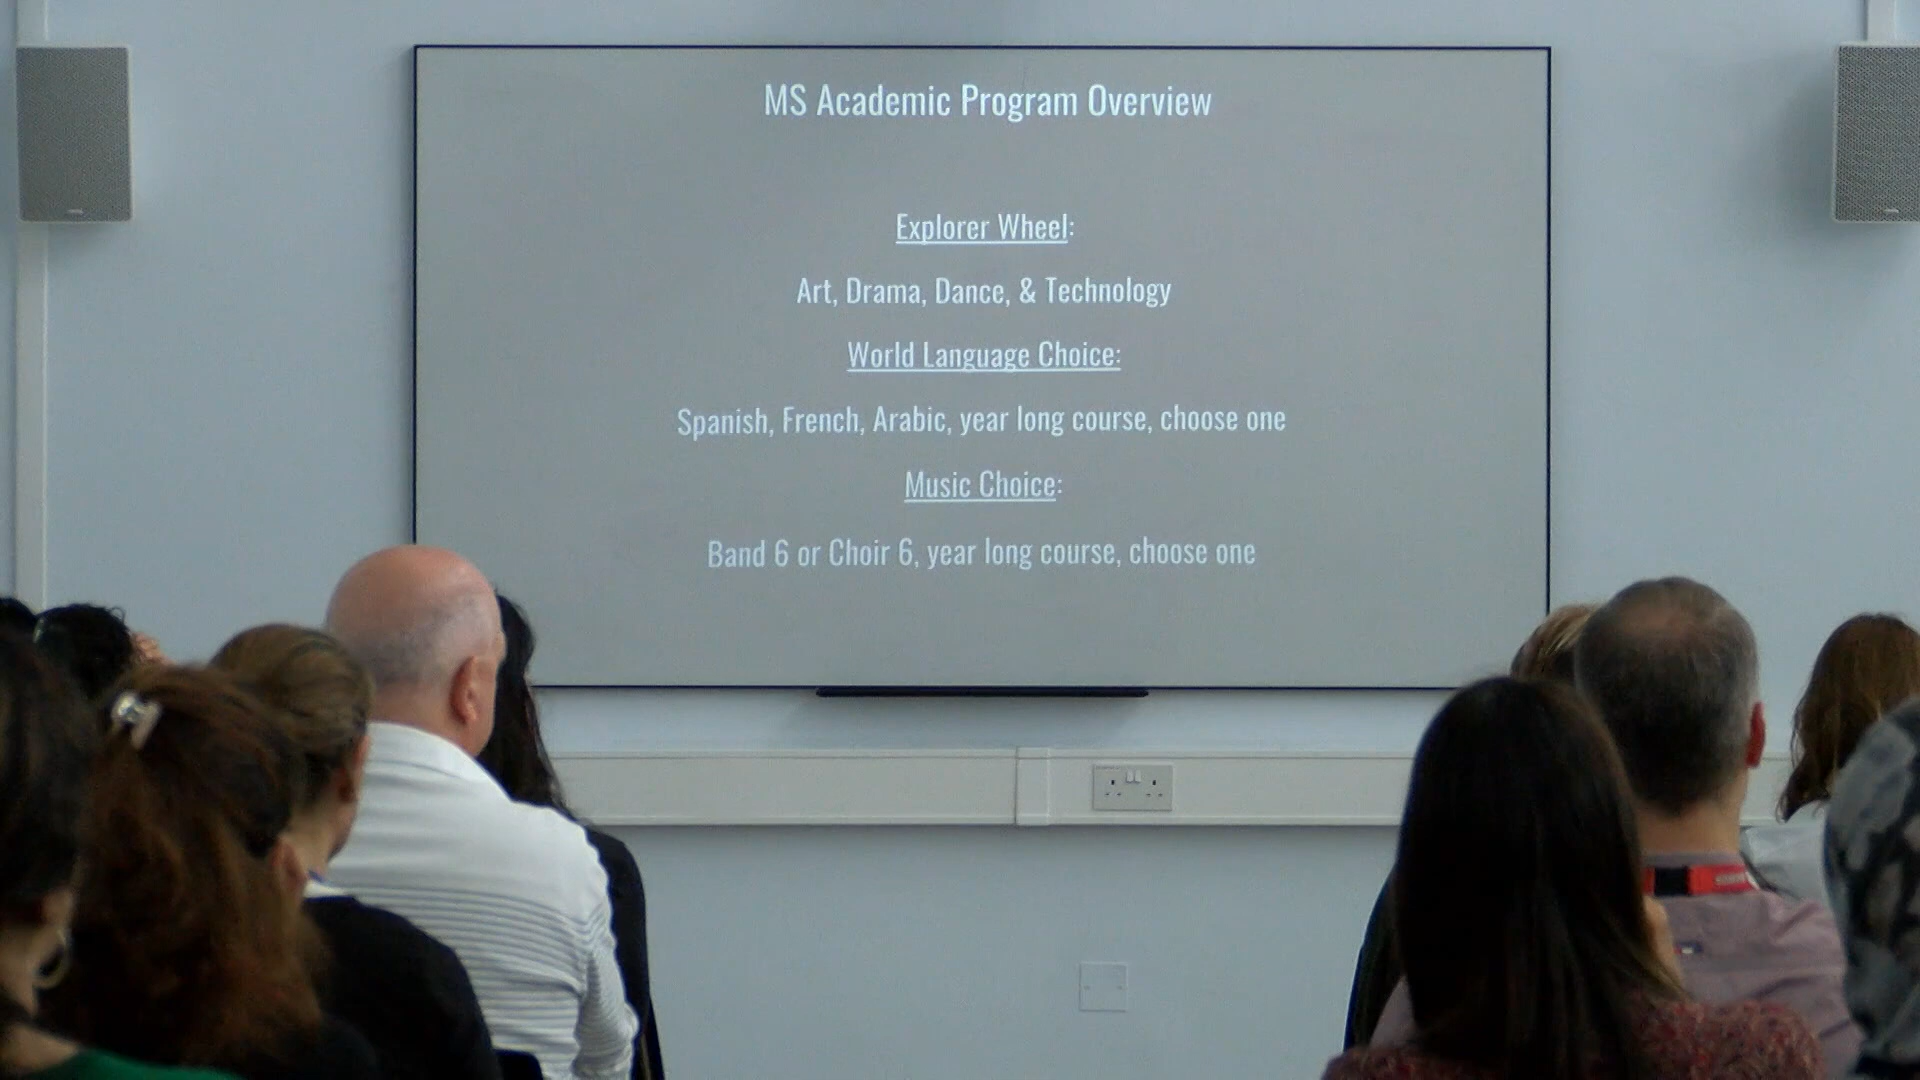 MS Academic Program Overview
Explorer Wheel:
Art, Drama, Dance, & Technology
World Language Choice:
Spanish, French, Arabic, year long course, choose one
Music Choice:
Band 6 or Choir 6, year long course, choose one